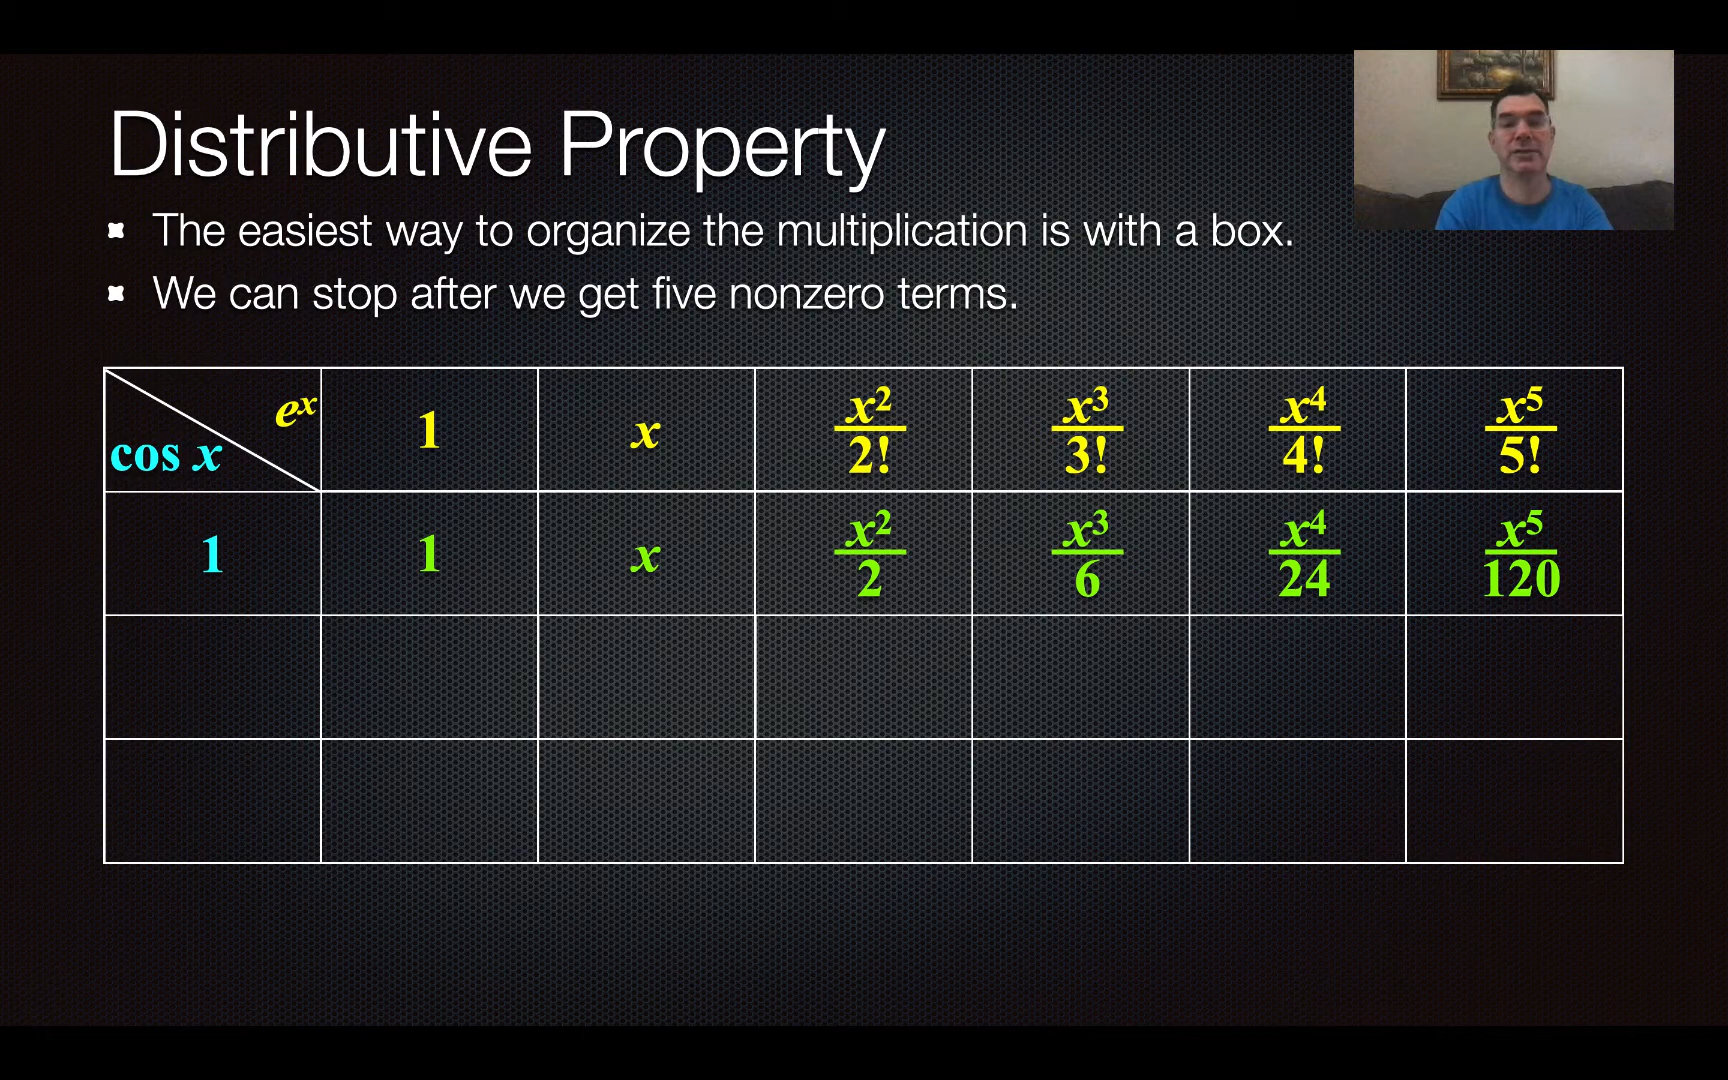 Distributive Property
The easiest way to organize the multiplication is with a box.
We can stop after we get five nonzero terms.
cos x \ eˣ | 1 | x | x²/2! | x³/3! | x⁴/4! | x⁵/5!
1 | 1 | x | x²/2 | x³/6 | x⁴/24 | x⁵/120